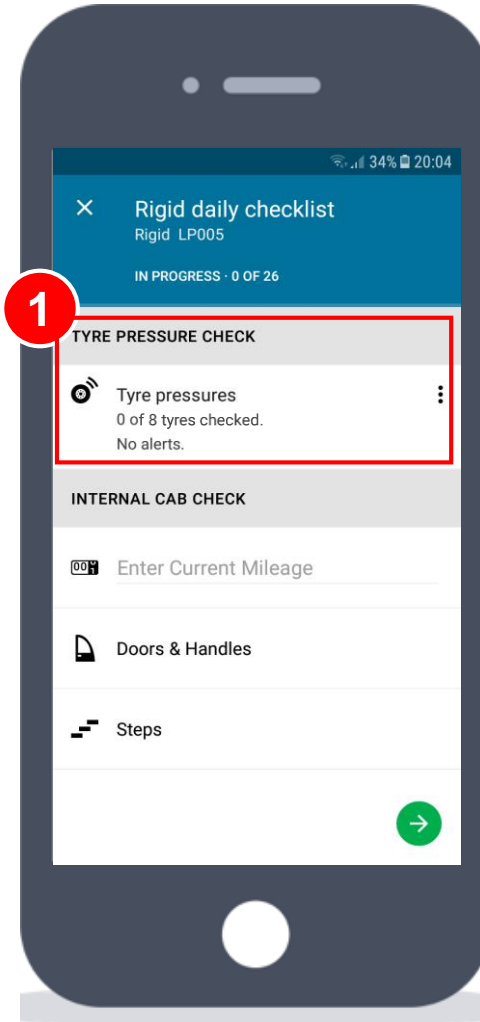 34% 20:04
Rigid daily checklist
Rigid LP005
IN PROGRESS · 0 OF 26
1
TYRE PRESSURE CHECK
Tyre pressures
0 of 8 tyres checked.
No alerts.
INTERNAL CAB CHECK
001 Enter Current Mileage
Doors & Handles
Steps